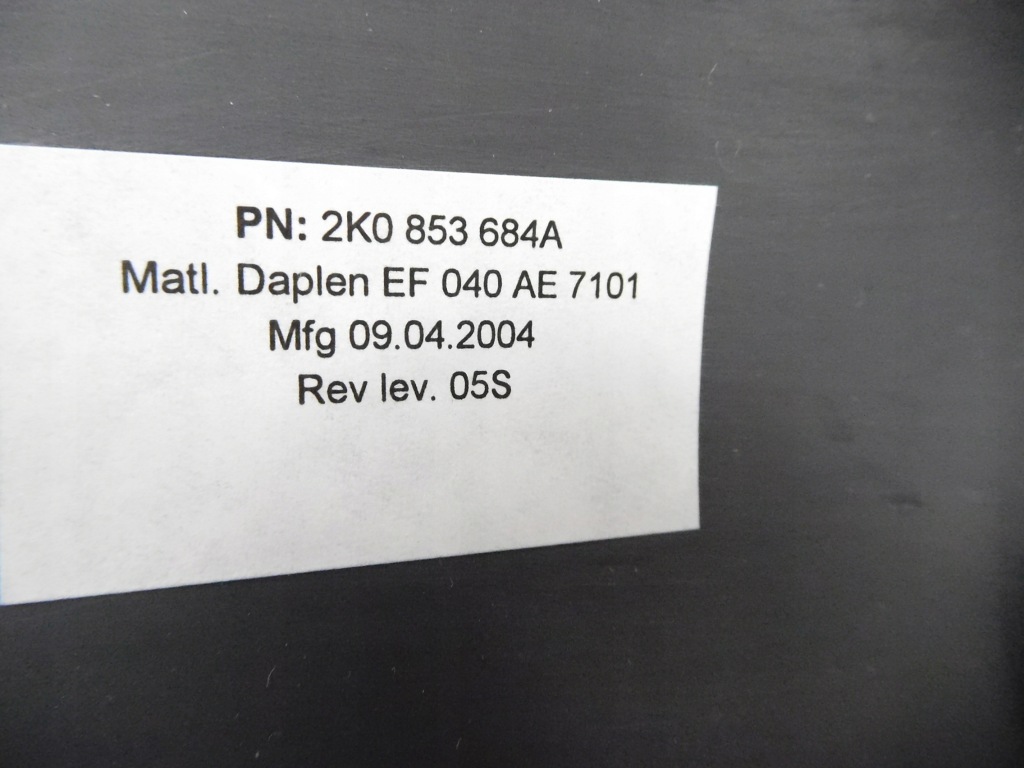 PN: 2K0 853 684A
Matl. Daplen EF 040 AE 7101
Mfg 09.04.2004
Rev lev. 05S